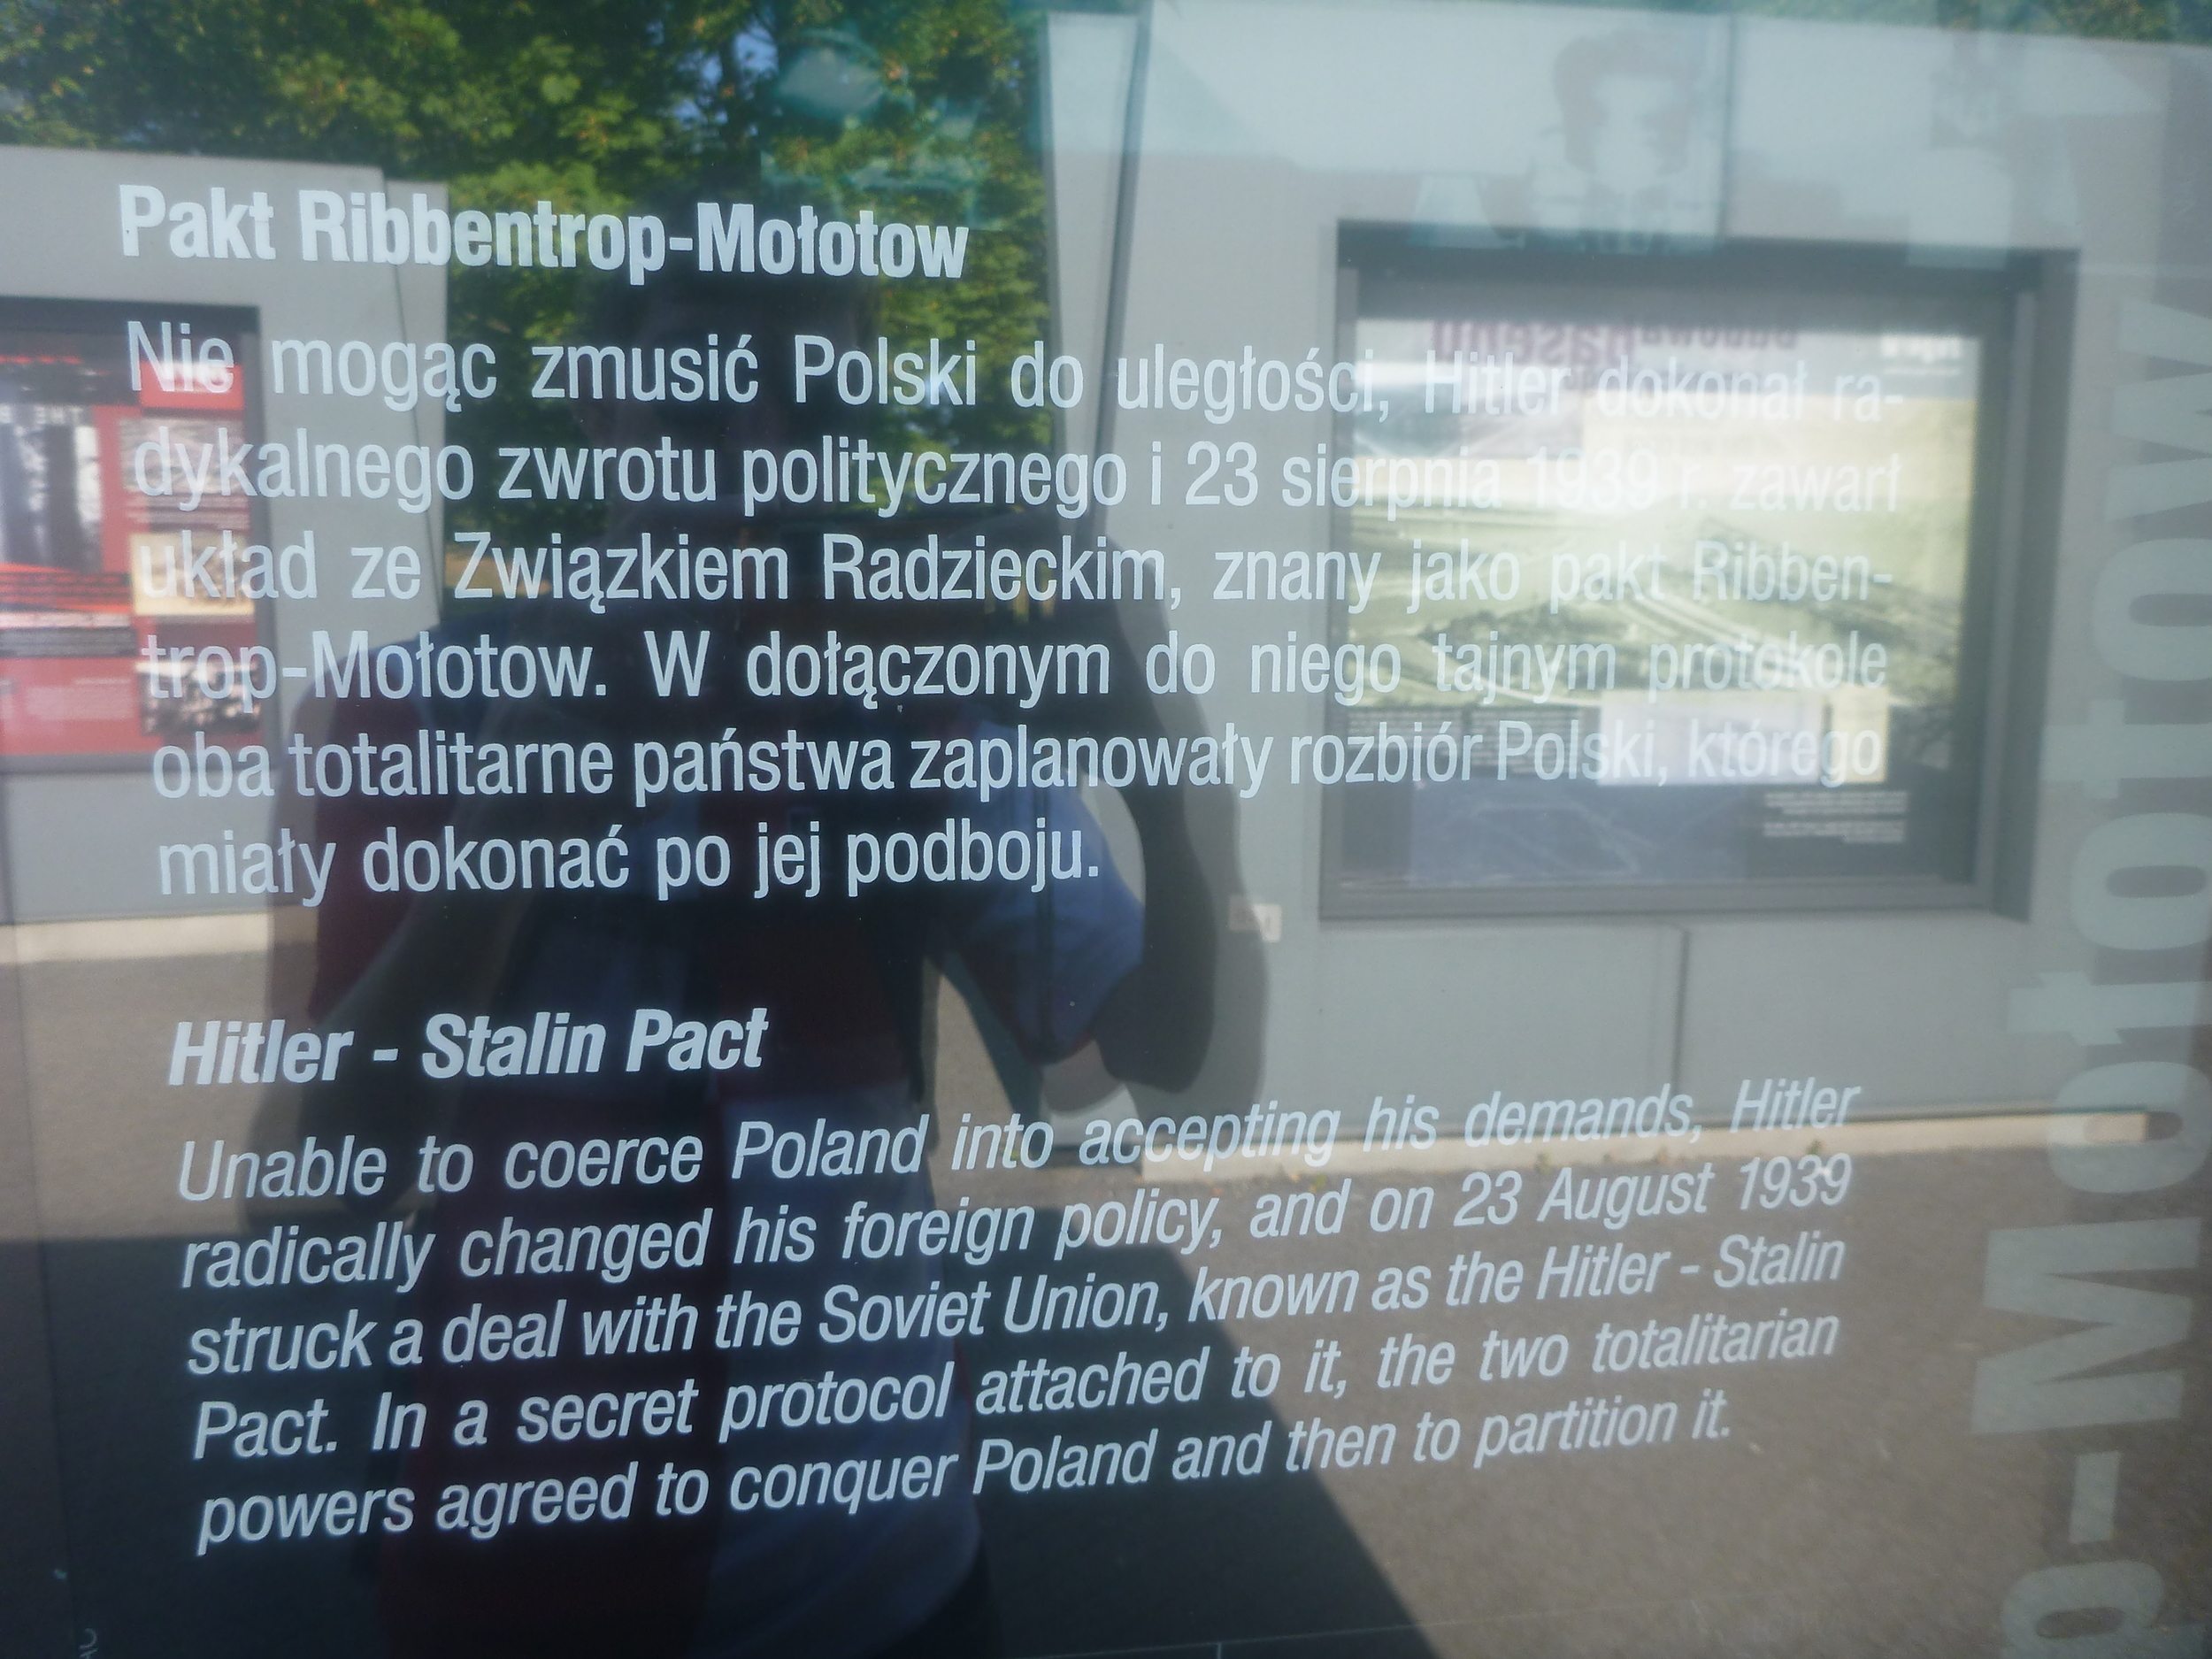 Pakt Ribbentrop-Mołotow
Nie mogąc zmusić Polski do uległości, Hitler dokonał ra-
dykalnego zwrotu politycznego i 23 sierpnia 1939 r. zawarł
układ ze Związkiem Radzieckim, znany jako pakt Ribben-
trop-Mołotow. W dołączonym do niego tajnym protokole
oba totalitarne państwa zaplanowały rozbiór Polski, którego
miały dokonać po jej podboju.
Hitler - Stalin Pact
Unable to coerce Poland into accepting his demands, Hitler
radically changed his foreign policy, and on 23 August 1939
struck a deal with the Soviet Union, known as the Hitler - Stalin
Pact. In a secret protocol attached to it, the two totalitarian
powers agreed to conquer Poland and then to partition it.
p-Mołotow